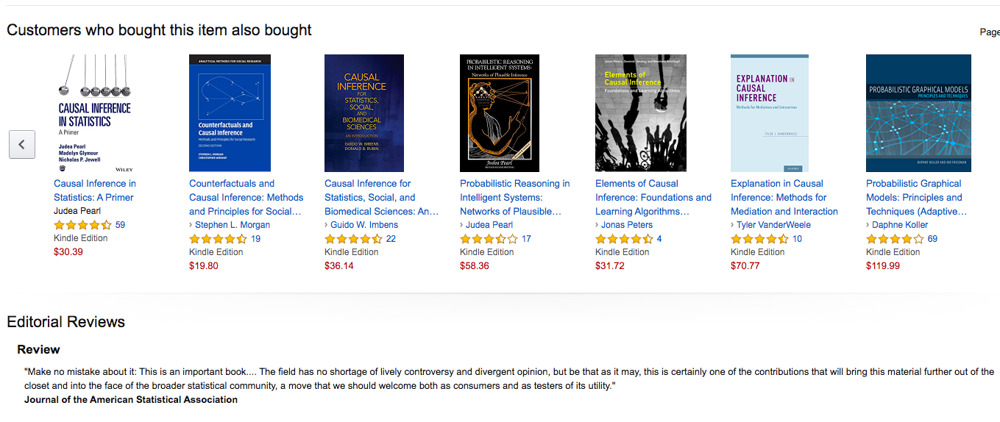 Customers who bought this item also bought
Page
CAUSAL INFERENCE
IN STATISTICS
A Primer
Judea Pearl
Madelyn Glymour
Nicholas P. Jewell
WILEY
Causal Inference in
Statistics: A Primer
Judea Pearl
59
Kindle Edition
$30.39
ANALYTICAL METHODS FOR SOCIAL RESEARCH
Counterfactuals and
Causal Inference
Methods and Principles for Social Research
SECOND EDITION
STEPHEN L. MORGAN
CHRISTOPHER WINSHIP
Counterfactuals and
Causal Inference: Methods
and Principles for Social…
› Stephen L. Morgan
19
Kindle Edition
$19.80
CAUSAL
INFERENCE
FOR
STATISTICS,
SOCIAL,
AND
BIOMEDICAL
SCIENCES
AN INTRODUCTION
GUIDO W. IMBENS
DONALD B. RUBIN
Causal Inference for
Statistics, Social, and
Biomedical Sciences: An…
› Guido W. Imbens
22
Kindle Edition
$36.14
PROBABILISTIC REASONING
IN INTELLIGENT SYSTEMS:
Networks of Plausible Inference
Judea Pearl
REVISED SECOND PRINTING
Probabilistic Reasoning in
Intelligent Systems:
Networks of Plausible…
› Judea Pearl
17
Kindle Edition
$58.36
Jonas Peters, Dominik Janzing, and Bernhard Schölkopf
Elements of
Causal Inference
Foundations and Learning Algorithms
Elements of Causal
Inference: Foundations and
Learning Algorithms…
› Jonas Peters
4
Kindle Edition
$31.72
EXPLANATION IN
CAUSAL
INFERENCE
Methods for Mediation and Interaction
TYLER J. VANDERWEELE
OXFORD
Explanation in Causal
Inference: Methods for
Mediation and Interaction
› Tyler VanderWeele
10
Kindle Edition
$70.77
PROBABILISTIC GRAPHICAL MODELS
PRINCIPLES AND TECHNIQUES
DAPHNE KOLLER AND NIR FRIEDMAN
Probabilistic Graphical
Models: Principles and
Techniques (Adaptive…
› Daphne Koller
69
Kindle Edition
$119.99
Editorial Reviews
Review
"Make no mistake about it: This is an important book.... The field has no shortage of lively controversy and divergent opinion, but be that as it may, this is certainly one of the contributions that will bring this material further out of the
closet and into the face of the broader statistical community, a move that we should welcome both as consumers and as testers of its utility."
Journal of the American Statistical Association